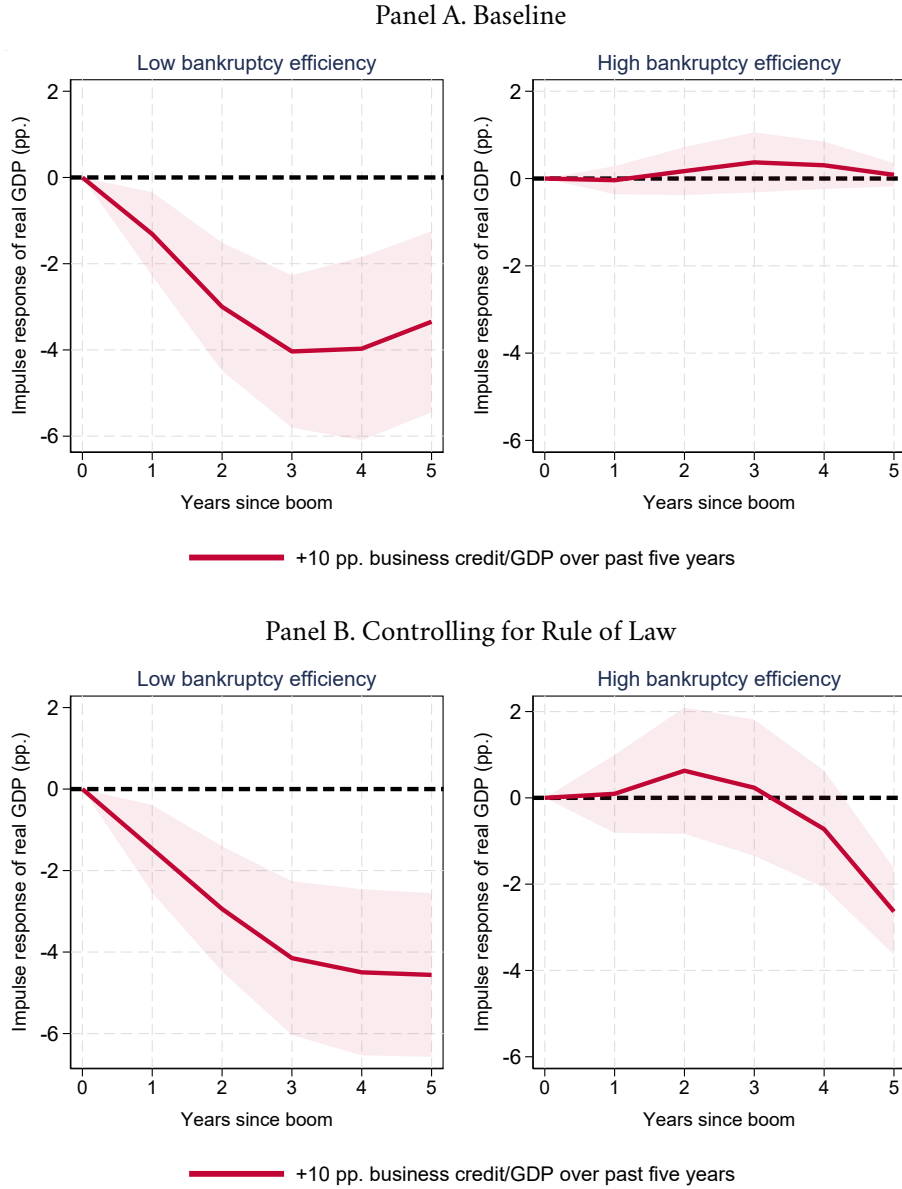 Panel A. Baseline
Low bankruptcy efficiency
Impulse response of real GDP (pp.)
2
0
-2
-4
-6
0 1 2 3 4 5
Years since boom
High bankruptcy efficiency
Impulse response of real GDP (pp.)
2
0
-2
-4
-6
0 1 2 3 4 5
Years since boom
+10 pp. business credit/GDP over past five years
Panel B. Controlling for Rule of Law
Low bankruptcy efficiency
Impulse response of real GDP (pp.)
2
0
-2
-4
-6
0 1 2 3 4 5
Years since boom
High bankruptcy efficiency
Impulse response of real GDP (pp.)
2
0
-2
-4
-6
0 1 2 3 4 5
Years since boom
+10 pp. business credit/GDP over past five years